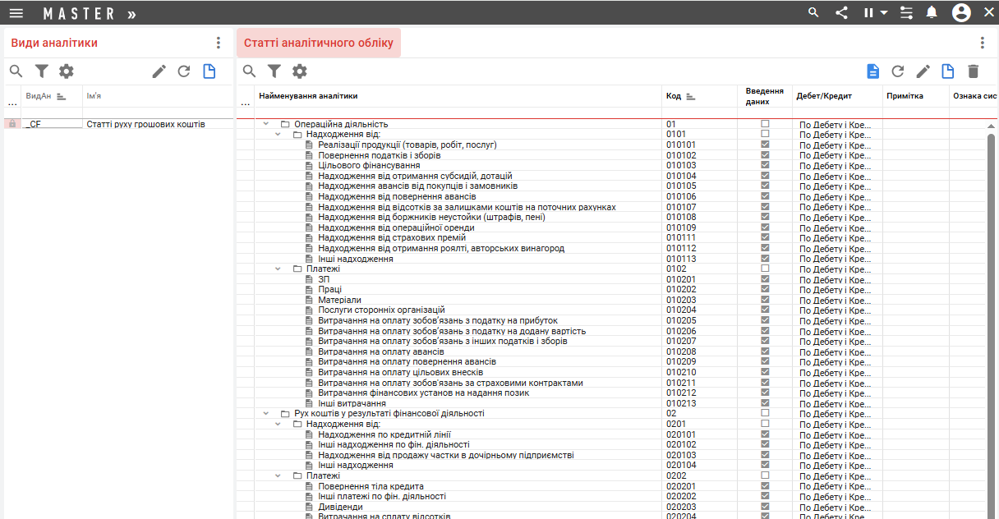 MASTER »
Види аналітики
Статті аналітичного обліку
ВидАн Ім'я
Найменування аналітики Код Введення даних Дебет/Кредит Примітка Ознака сис
... ...
_CF Статті руху грошових коштів
Операційна діяльність 01 По Дебету і Кре...
Надходження від: 0101 По Дебету і Кре...
Реалізації продукції (товарів, робіт, послуг) 010101 По Дебету і Кре...
Повернення податків і зборів 010102 По Дебету і Кре...
Цільового фінансування 010103 По Дебету і Кре...
Надходження від отримання субсидій, дотацій 010104 По Дебету і Кре...
Надходження авансів від покупців і замовників 010105 По Дебету і Кре...
Надходження від повернення авансів 010106 По Дебету і Кре...
Надходження від відсотків за залишками коштів на поточних рахунках 010107 По Дебету і Кре...
Надходження від боржників неустойки (штрафів, пені) 010108 По Дебету і Кре...
Надходження від операційної оренди 010109 По Дебету і Кре...
Надходження від страхових премій 010111 По Дебету і Кре...
Надходження від отримання роялті, авторських винагород 010112 По Дебету і Кре...
Інші надходження 010113 По Дебету і Кре...
Платежі 0102 По Дебету і Кре...
ЗП 010201 По Дебету і Кре...
Праці 010202 По Дебету і Кре...
Матеріали 010203 По Дебету і Кре...
Послуги сторонніх організацій 010204 По Дебету і Кре...
Витрачання на оплату зобов'язань з податку на прибуток 010205 По Дебету і Кре...
Витрачання на оплату зобов'язань з податку на додану вартість 010206 По Дебету і Кре...
Витрачання на оплату зобов'язань з інших податків і зборів 010207 По Дебету і Кре...
Витрачання на оплату авансів 010208 По Дебету і Кре...
Витрачання на оплату повернення авансів 010209 По Дебету і Кре...
Витрачання на оплату цільових внесків 010210 По Дебету і Кре...
Витрачання на оплату зобов'язань за страховими контрактами 010211 По Дебету і Кре...
Витрачання фінансових установ на надання позик 010212 По Дебету і Кре...
Інші витрачання 010213 По Дебету і Кре...
Рух коштів у результаті фінансової діяльності 02 По Дебету і Кре...
Надходження від: 0201 По Дебету і Кре...
Надходження по кредитній лінії 020101 По Дебету і Кре...
Інші надходження по фін. діяльності 020102 По Дебету і Кре...
Надходження від продажу частки в дочірньому підприємстві 020103 По Дебету і Кре...
Інші надходження 020104 По Дебету і Кре...
Платежі 0202 По Дебету і Кре...
Повернення тіла кредита 020201 По Дебету і Кре...
Інші платежі по фін. діяльності 020202 По Дебету і Кре...
Дивіденди 020203 По Дебету і Кре...
Витрачання на сплату відсотків 020204 По Дебету і Кре...